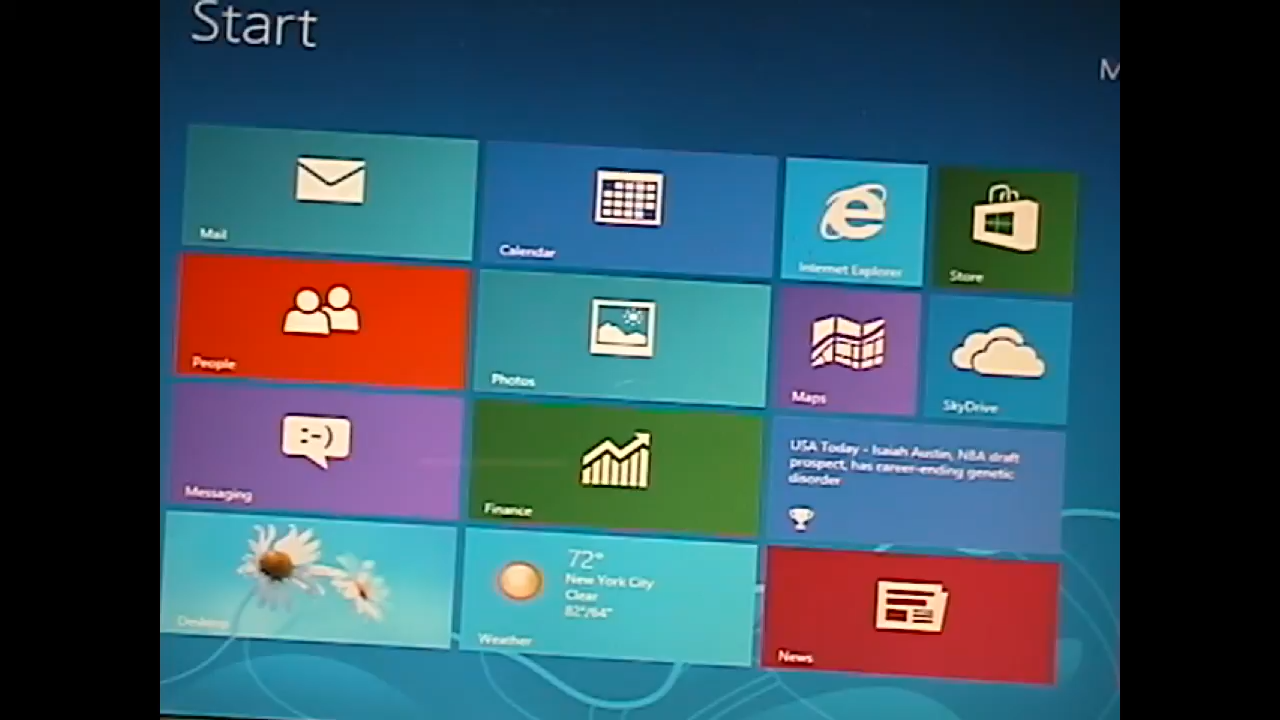 Start
M
Mail
Calendar
Internet Explorer
Store
People
Photos
Maps
SkyDrive
Messaging
Finance
USA Today - Isaiah Austin, NBA draft
prospect, has career-ending genetic
disorder
Desktop
72°
New York City
Clear
82°/64°
Weather
News